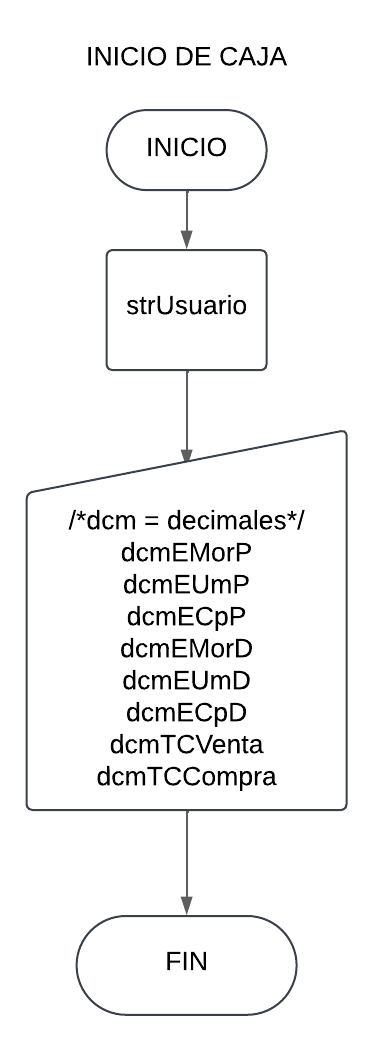 INICIO DE CAJA
INICIO
strUsuario
/*dcm = decimales*/
dcmEMorP
dcmEUmP
dcmECpP
dcmEMorD
dcmEUmD
dcmECpD
dcmTCVenta
dcmTCCompra
FIN